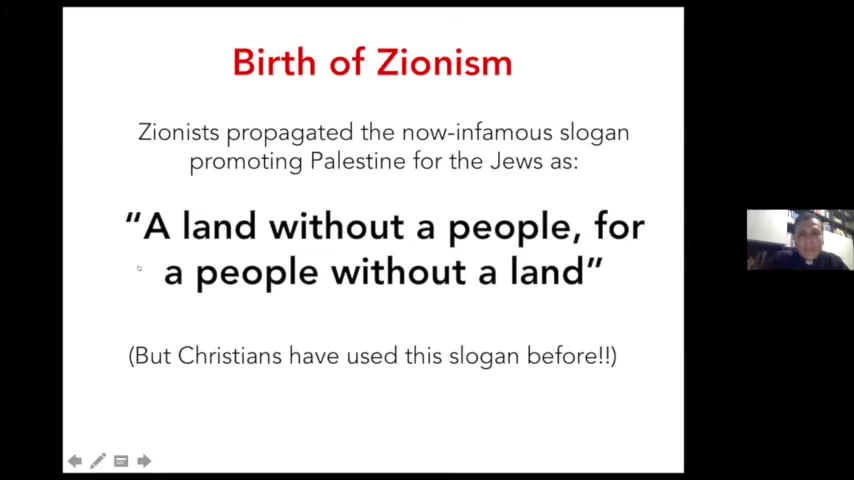 Birth of Zionism
Zionists propagated the now-infamous slogan
promoting Palestine for the Jews as:
“A land without a people, for
a people without a land”
(But Christians have used this slogan before!!)